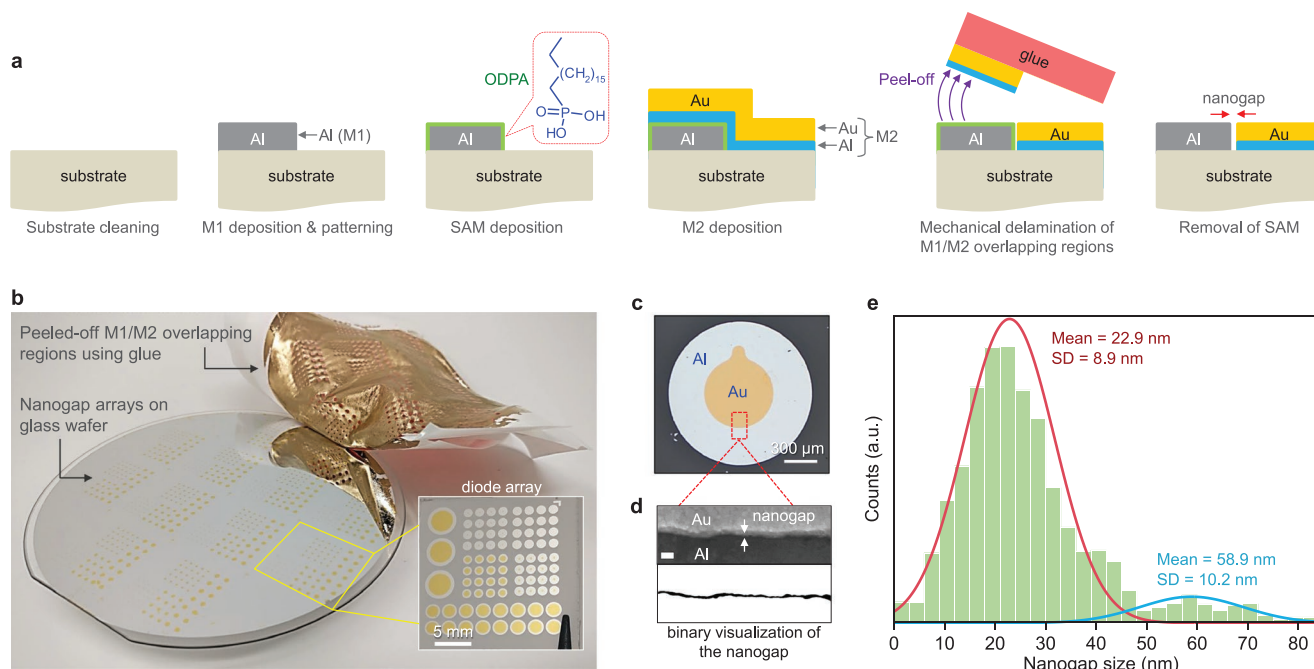 a
ODPA
(CH₂)₁₅
O
P
OH
HO
Al
Al (M1)
Al
Au
Al
Au
Al
M2
glue
Peel-off
Al
Au
nanogap
Al
Au
substrate
substrate
substrate
substrate
substrate
substrate
Substrate cleaning
M1 deposition & patterning
SAM deposition
M2 deposition
Mechanical delamination of
M1/M2 overlapping regions
Removal of SAM
b
Peeled-off M1/M2 overlapping
regions using glue
Nanogap arrays on
glass wafer
diode array
5 mm
c
Al
Au
300 µm
d
Au
nanogap
Al
binary visualization of
the nanogap
e
Mean = 22.9 nm
SD = 8.9 nm
Mean = 58.9 nm
SD = 10.2 nm
Counts (a.u.)
0 10 20 30 40 50 60 70 80
Nanogap size (nm)